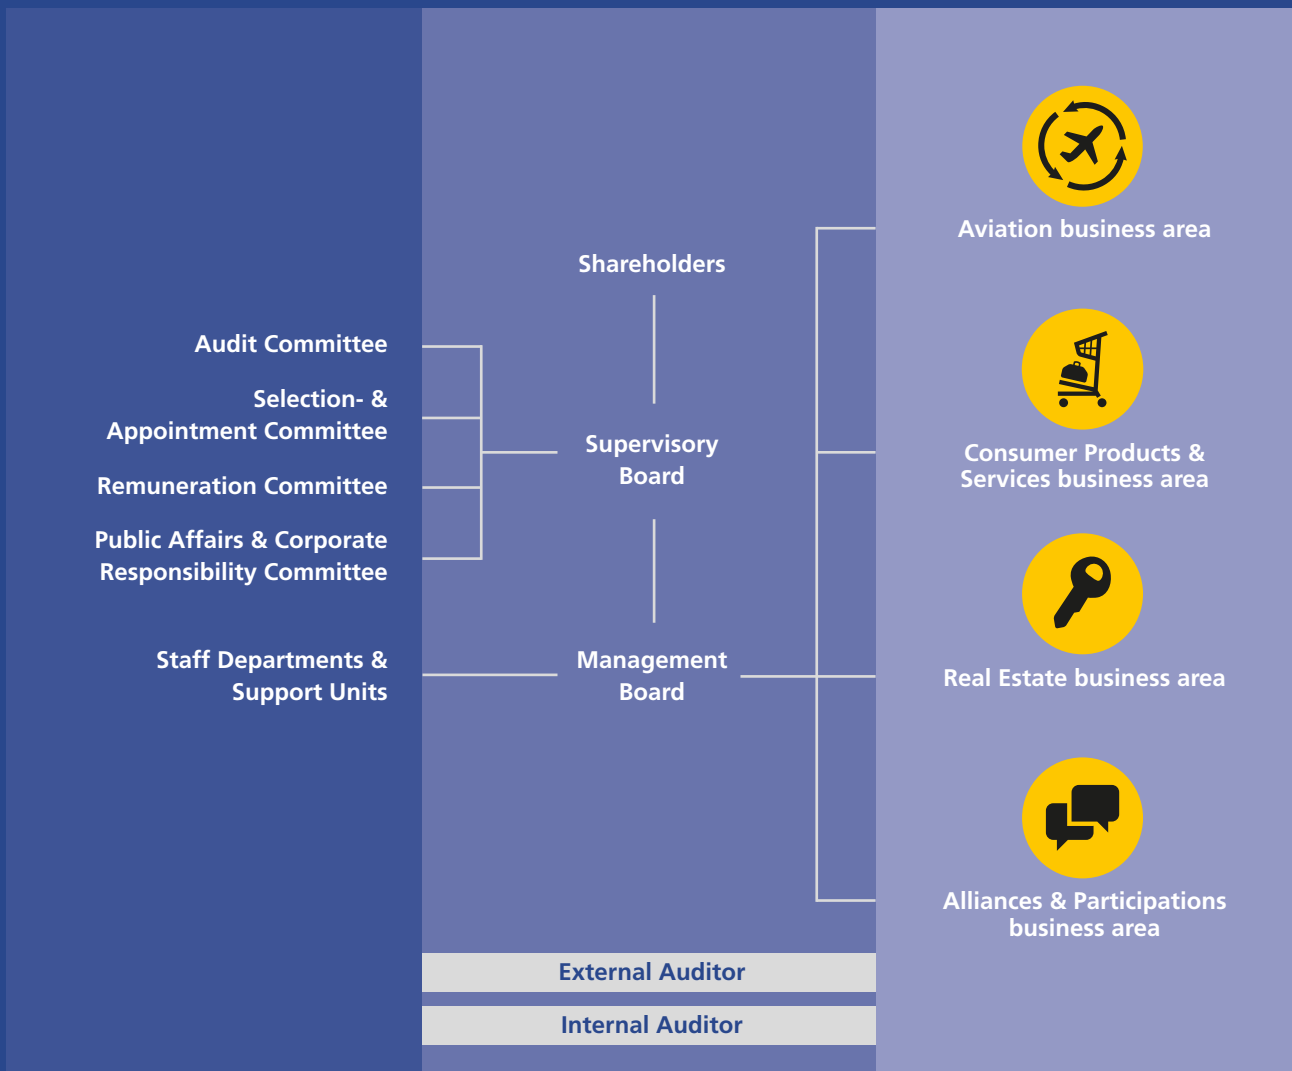 Audit Committee
Selection- &
Appointment Committee
Remuneration Committee
Public Affairs & Corporate
Responsibility Committee
Staff Departments &
Support Units
Shareholders
Supervisory
Board
Management
Board
External Auditor
Internal Auditor
Aviation business area
Consumer Products &
Services business area
Real Estate business area
Alliances & Participations
business area